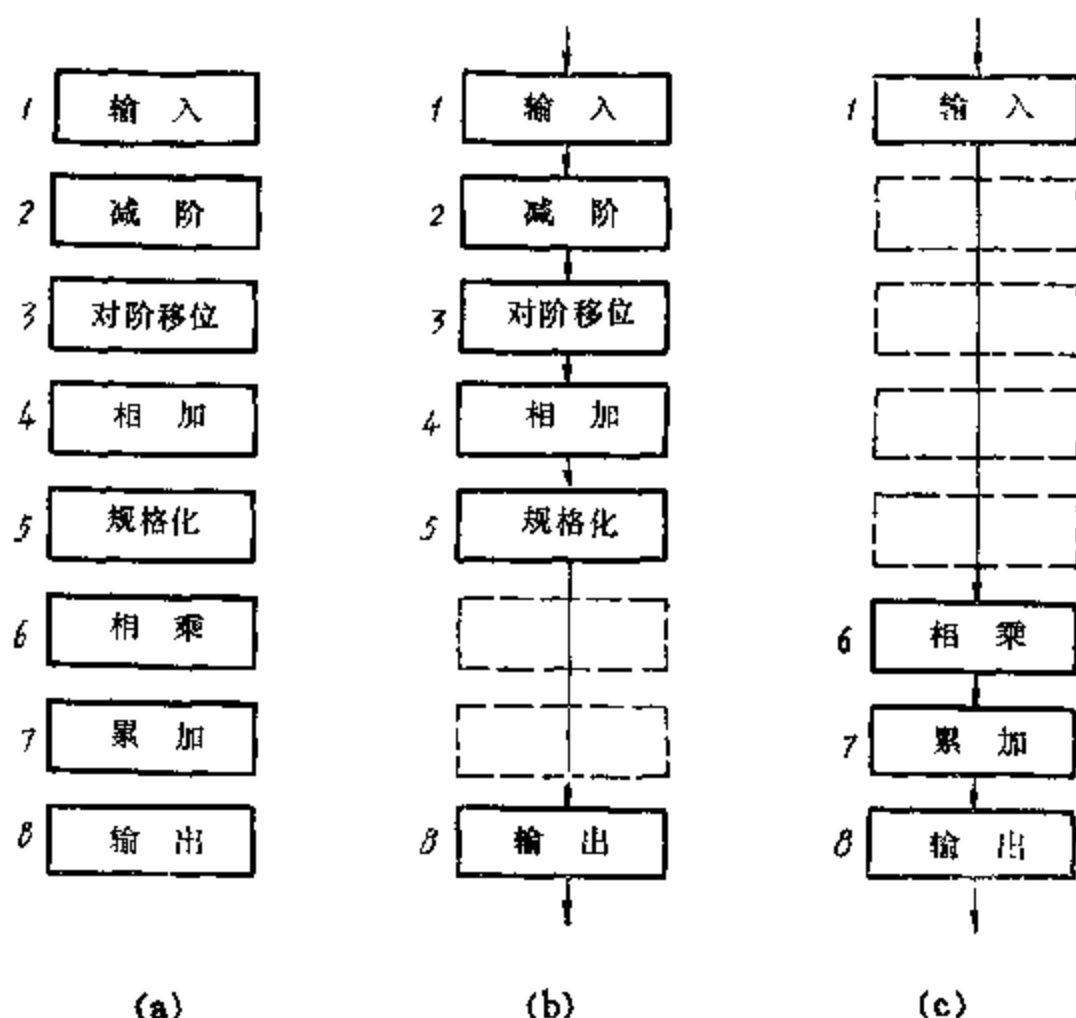 1 输入
2 减阶
3 对阶移位
4 相加
5 规格化
6 相乘
7 累加
8 输出
(a)
1 输入
2 减阶
3 对阶移位
4 相加
5 规格化
8 输出
(b)
1 输入
6 相乘
7 累加
8 输出
(c)